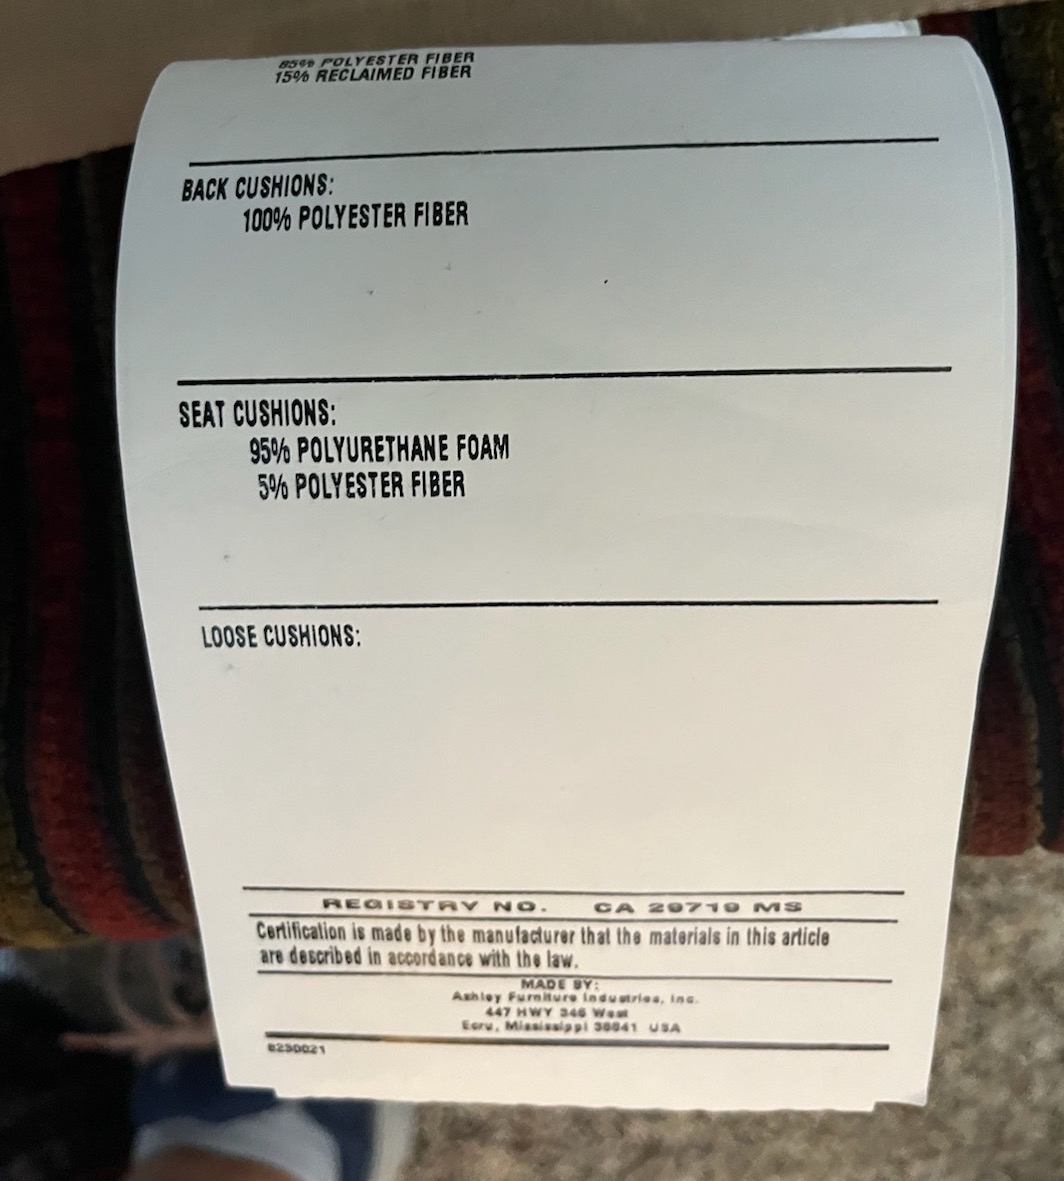 85% POLYESTER FIBER
15% RECLAIMED FIBER
BACK CUSHIONS:
100% POLYESTER FIBER
SEAT CUSHIONS:
95% POLYURETHANE FOAM
5% POLYESTER FIBER
LOOSE CUSHIONS:
REGISTRY NO. CA 29719 MS
Certification is made by the manufacturer that the materials in this article
are described in accordance with the law.
MADE BY:
Ashley Furniture Industries, Inc.
447 HWY 346 West
Ecru, Mississippi 38841 USA
8230021